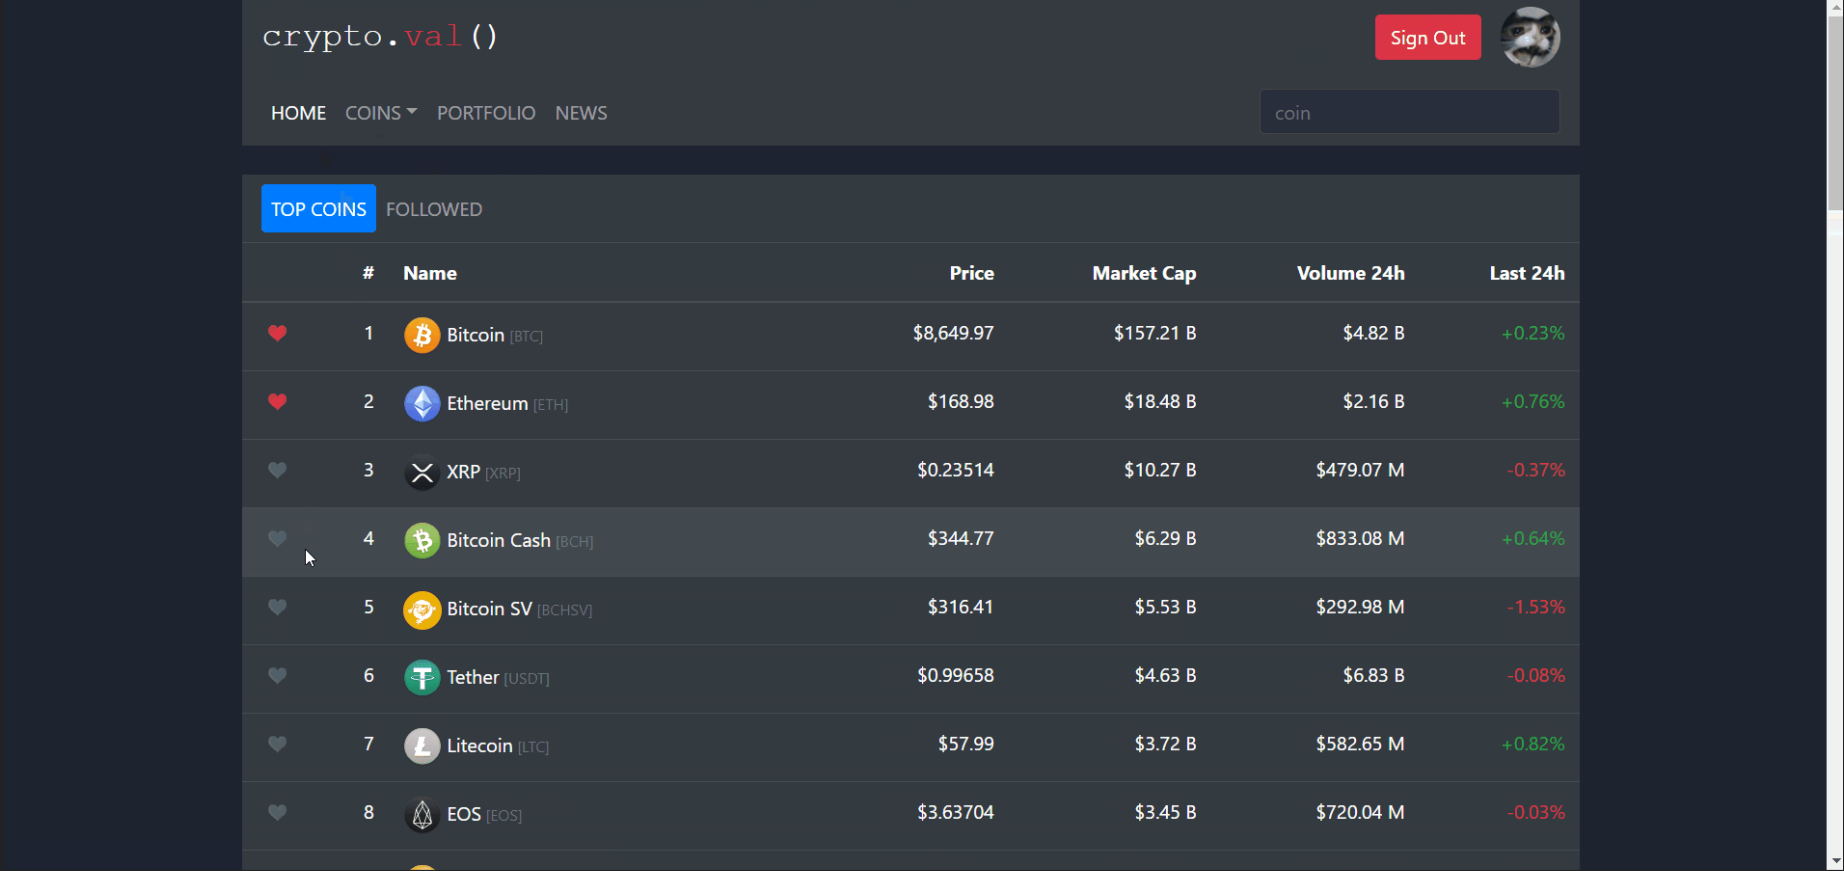 crypto.val()
Sign Out
HOME COINS PORTFOLIO NEWS
coin
TOP COINS FOLLOWED
# Name Price Market Cap Volume 24h Last 24h
1 Bitcoin [BTC] $8,649.97 $157.21 B $4.82 B +0.23%
2 Ethereum [ETH] $168.98 $18.48 B $2.16 B +0.76%
3 XRP [XRP] $0.23514 $10.27 B $479.07 M -0.37%
4 Bitcoin Cash [BCH] $344.77 $6.29 B $833.08 M +0.64%
5 Bitcoin SV [BCHSV] $316.41 $5.53 B $292.98 M -1.53%
6 Tether [USDT] $0.99658 $4.63 B $6.83 B -0.08%
7 Litecoin [LTC] $57.99 $3.72 B $582.65 M +0.82%
8 EOS [EOS] $3.63704 $3.45 B $720.04 M -0.03%